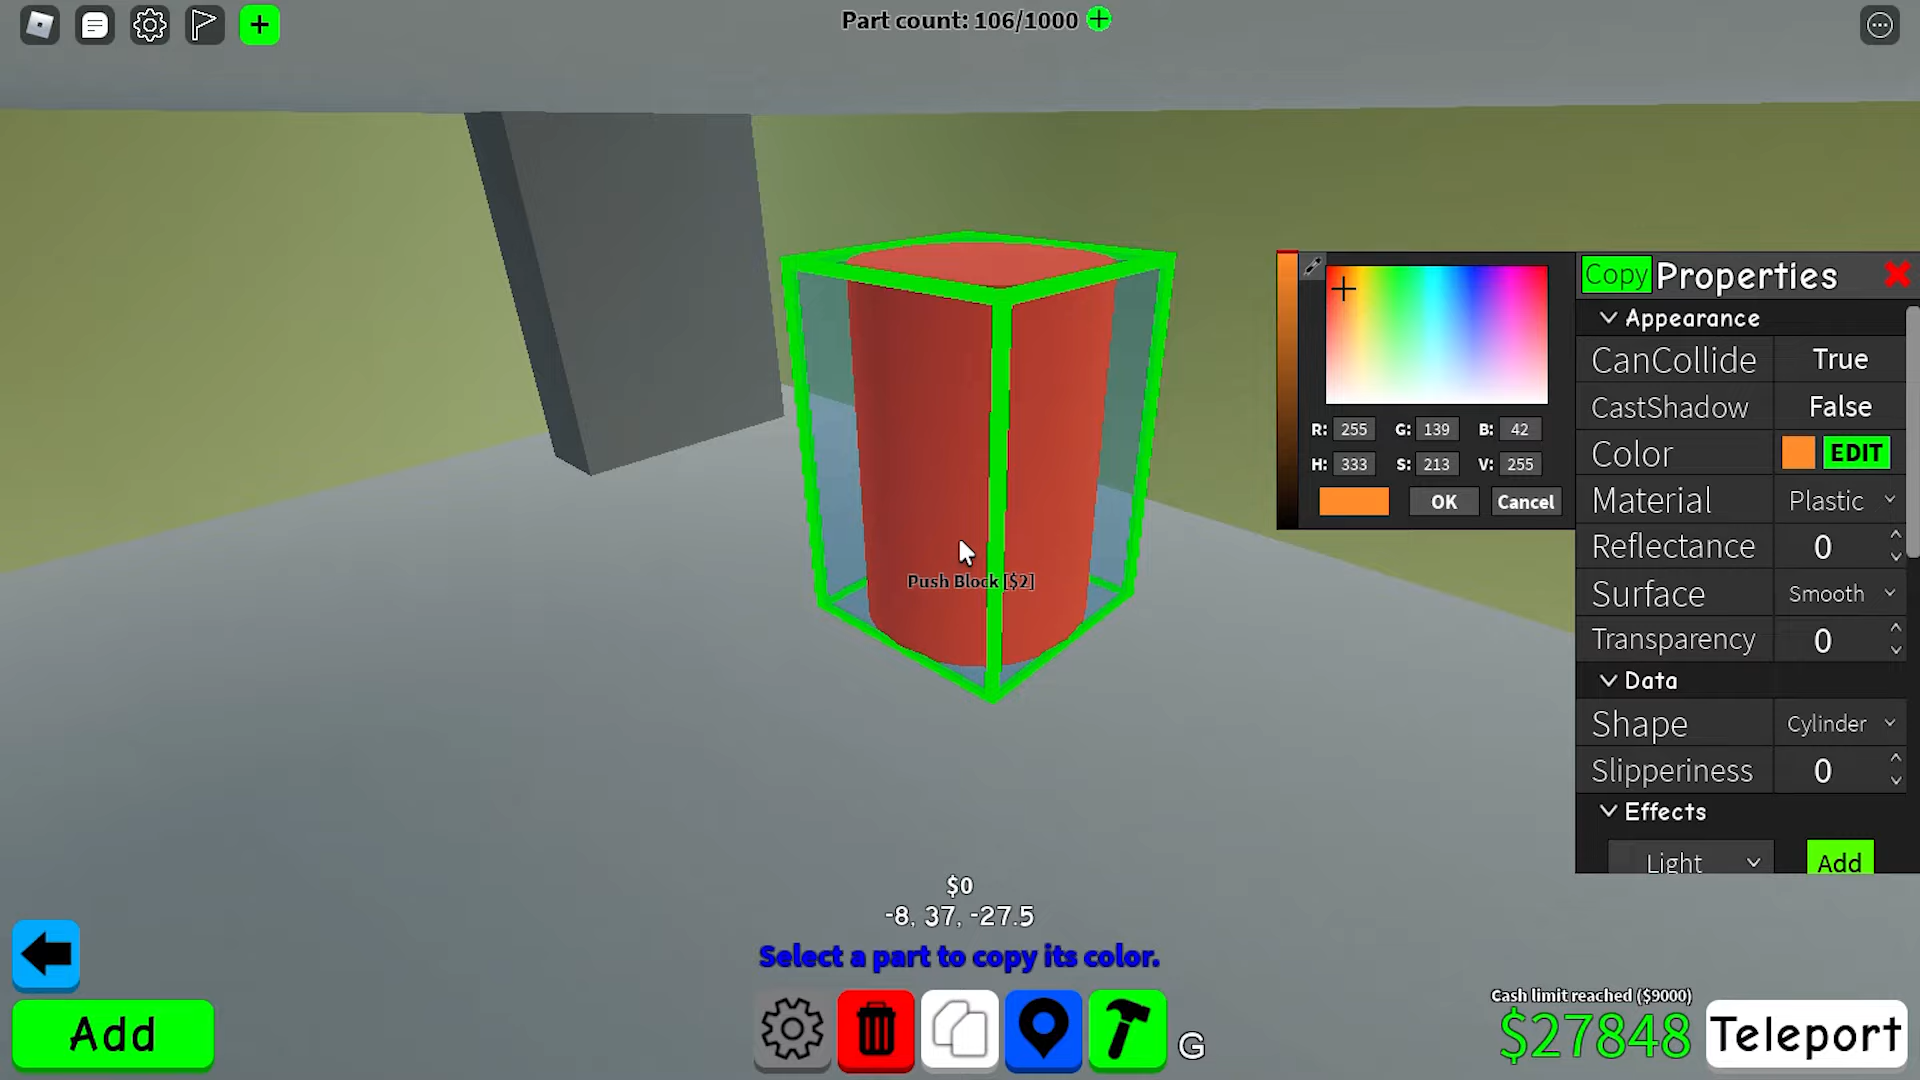 Part count: 106/1000
Copy Properties
Appearance
CanCollide True
CastShadow False
Color EDIT
Material Plastic
Reflectance 0
Surface Smooth
Transparency 0
Data
Shape Cylinder
Slipperiness 0
Effects
Light Add
R: 255 G: 139 B: 42
H: 333 S: 213 V: 255
OK Cancel
Push Block [$2]
$0
-8, 37, -27.5
Select a part to copy its color.
G
Add
Cash limit reached ($9000)
$27848
Teleport